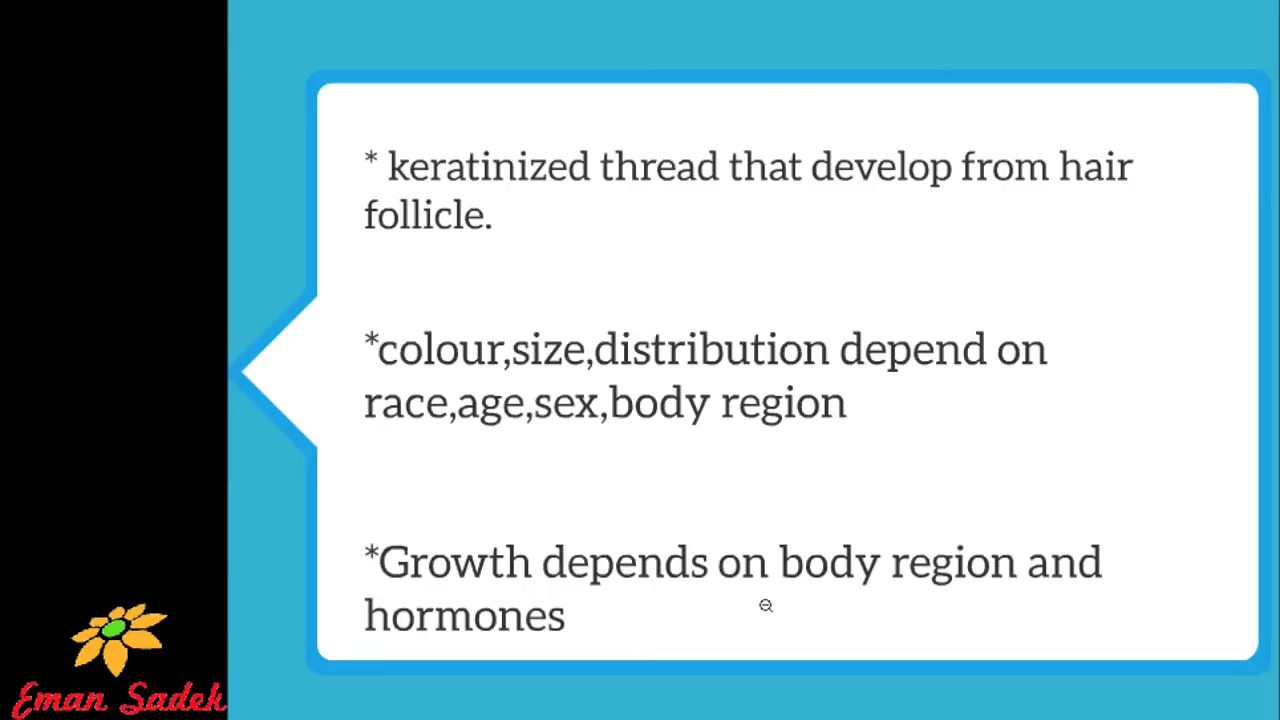 * keratinized thread that develop from hair
follicle.
*colour,size,distribution depend on
race,age,sex,body region
*Growth depends on body region and
hormones
Eman Sadek